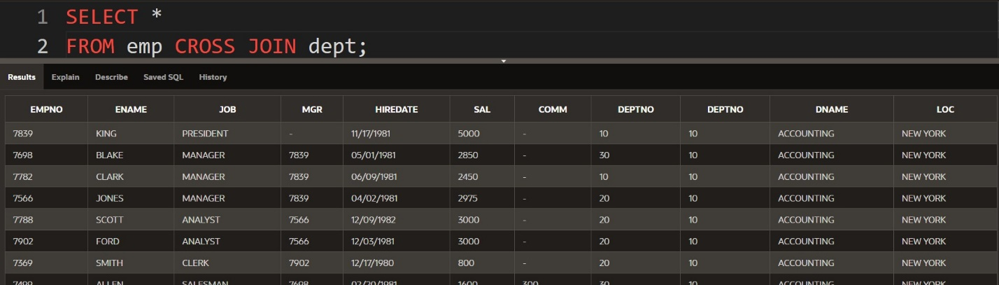 1 SELECT *
2 FROM emp CROSS JOIN dept;
Results Explain Describe Saved SQL History
EMPNO ENAME JOB MGR HIREDATE SAL COMM DEPTNO DEPTNO DNAME LOC
7839 KING PRESIDENT - 11/17/1981 5000 - 10 10 ACCOUNTING NEW YORK
7698 BLAKE MANAGER 7839 05/01/1981 2850 - 30 10 ACCOUNTING NEW YORK
7782 CLARK MANAGER 7839 06/09/1981 2450 - 10 10 ACCOUNTING NEW YORK
7566 JONES MANAGER 7839 04/02/1981 2975 - 20 10 ACCOUNTING NEW YORK
7788 SCOTT ANALYST 7566 12/09/1982 3000 - 20 10 ACCOUNTING NEW YORK
7902 FORD ANALYST 7566 12/03/1981 3000 - 20 10 ACCOUNTING NEW YORK
7369 SMITH CLERK 7902 12/17/1980 800 - 20 10 ACCOUNTING NEW YORK
7499 ALLEN SALESMAN 7698 02/20/1981 1600 300 30 10 ACCOUNTING NEW YORK